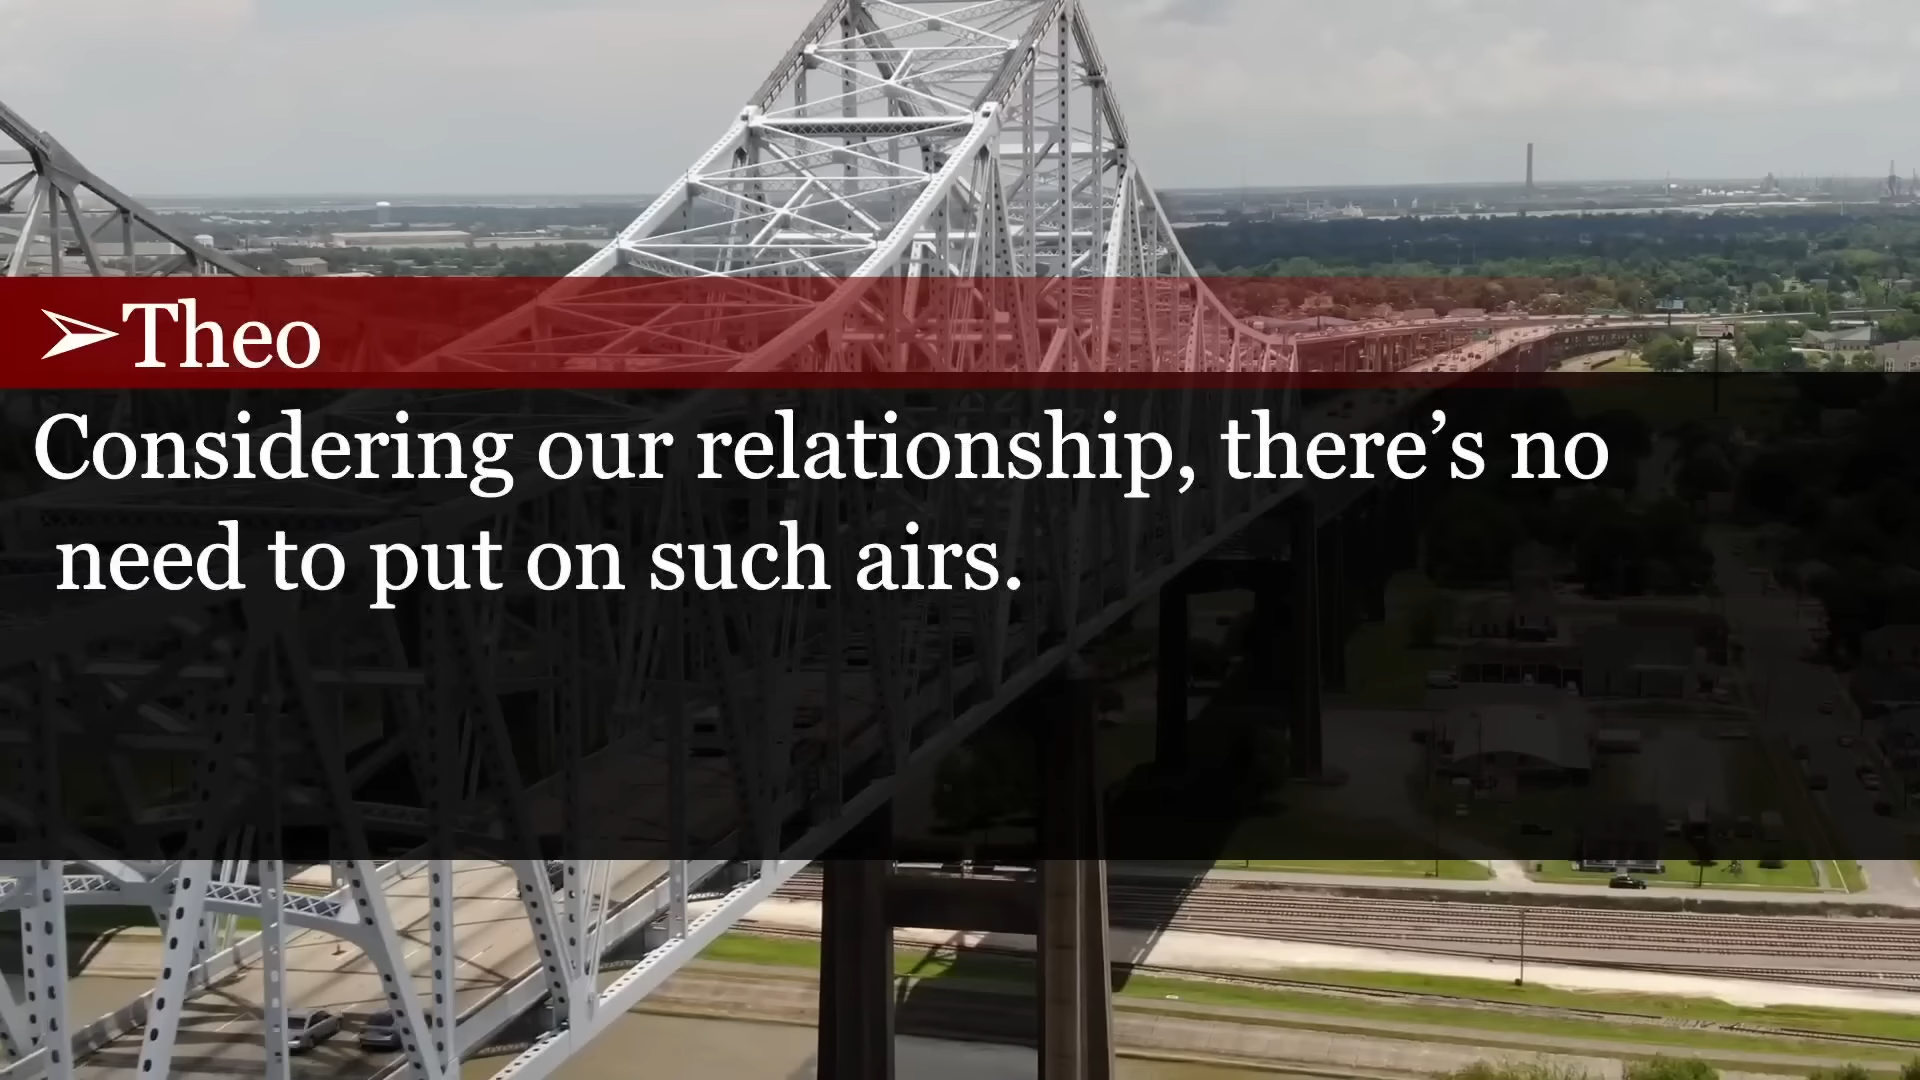 ➢Theo
Considering our relationship, there’s no
need to put on such airs.